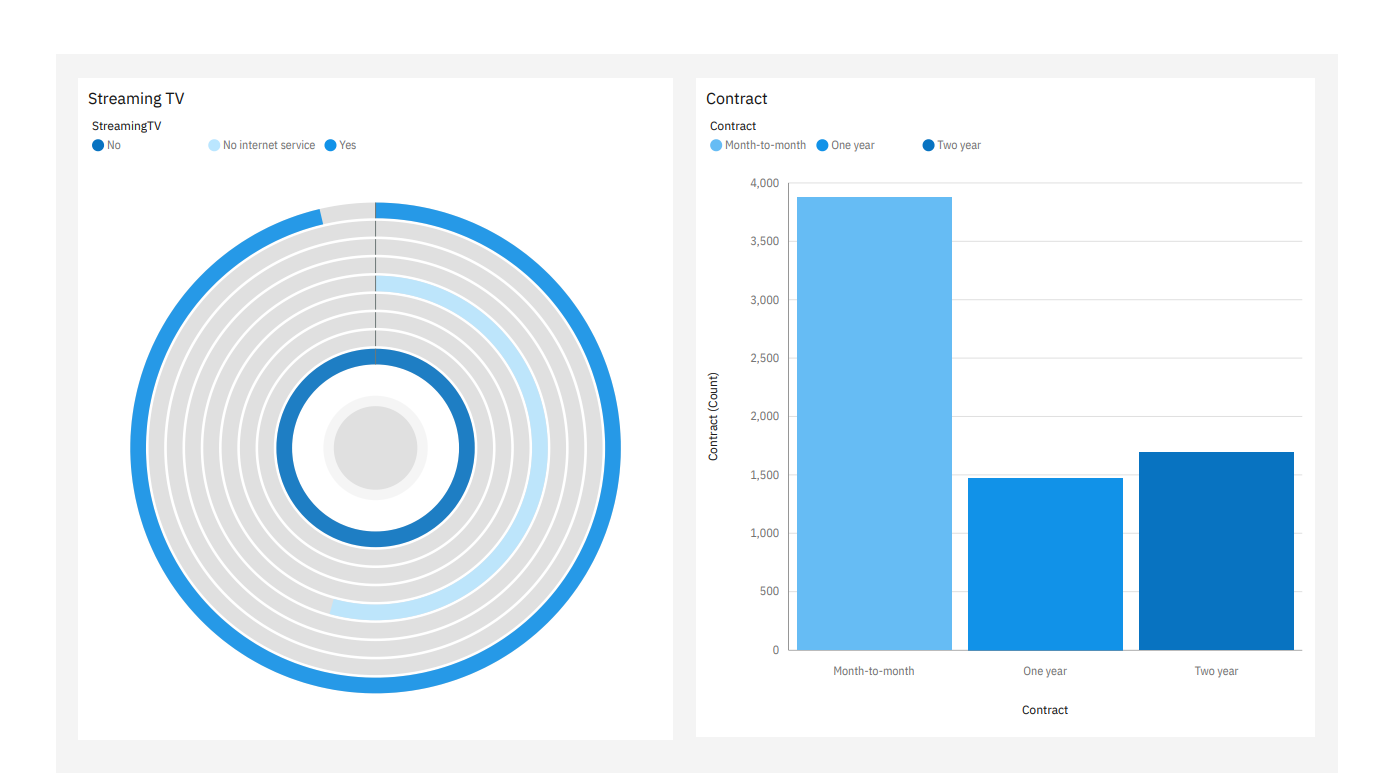 Streaming TV
StreamingTV
No No internet service Yes
Contract
Contract
Month-to-month One year Two year
4,000
3,500
3,000
2,500
2,000
1,500
1,000
500
0
Contract (Count)
Month-to-month One year Two year
Contract